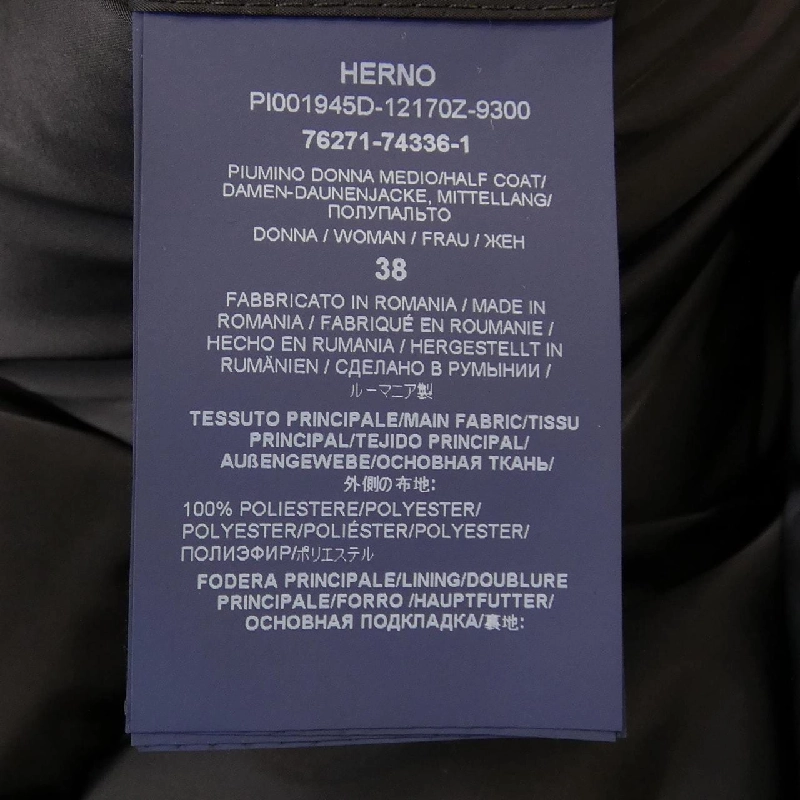 HERNO
PI001945D-12170Z-9300
76271-74336-1
PIUMINO DONNA MEDIO/HALF COAT/
DAMEN-DAUNENJACKE, MITTELLANG/
ПОЛУПАЛЬТО
DONNA / WOMAN / FRAU / ЖЕН
38
FABBRICATO IN ROMANIA / MADE IN
ROMANIA / FABRIQUÉ EN ROUMANIE /
HECHO EN RUMANIA / HERGESTELLT IN
RUMÄNIEN / СДЕЛАНО В РУМЫНИИ /
ルーマニア製
TESSUTO PRINCIPALE/MAIN FABRIC/TISSU
PRINCIPAL/TEJIDO PRINCIPAL/
AUßENGEWEBE/ОСНОВНАЯ ТКАНЬ/
外側の布地:
100% POLIESTERE/POLYESTER/
POLYESTER/POLIÉSTER/POLYESTER/
ПОЛИЭФИР/ポリエステル
FODERA PRINCIPALE/LINING/DOUBLURE
PRINCIPALE/FORRO /HAUPTFUTTER/
ОСНОВНАЯ ПОДКЛАДКА/裏地: